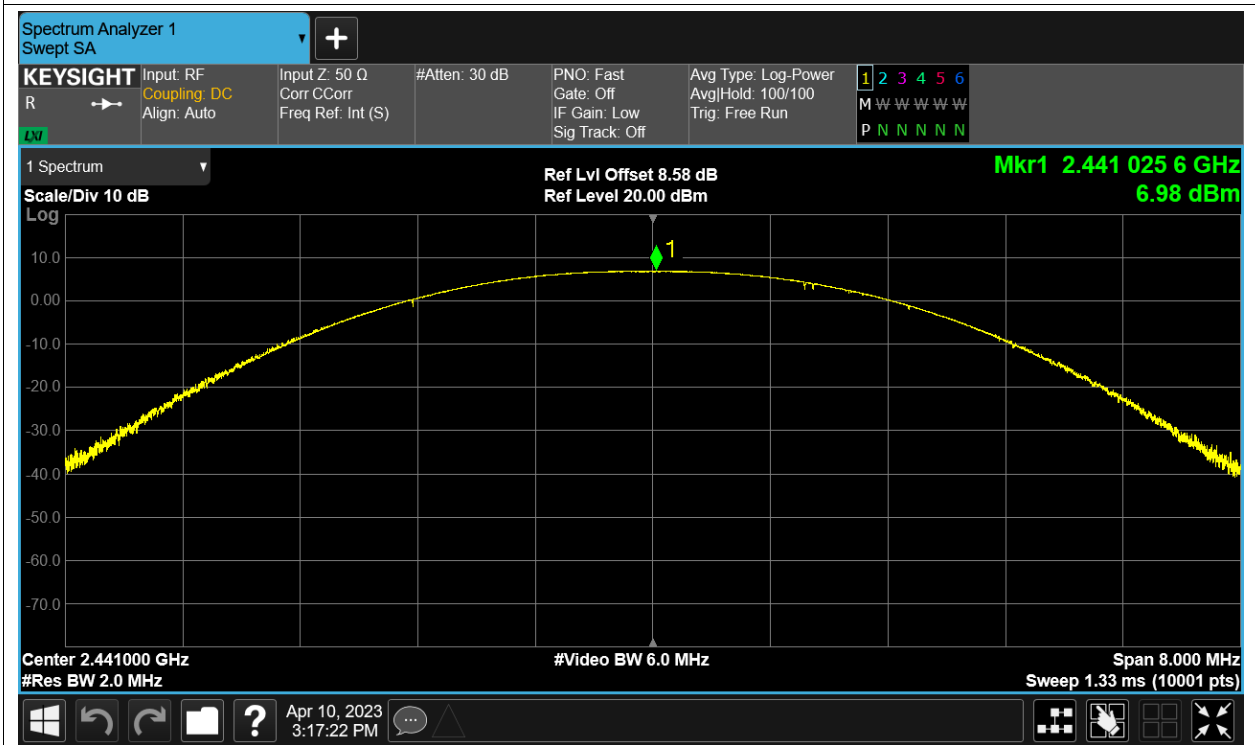 Spectrum Analyzer 1
Swept SA
KEYSIGHT Input: RF Input Z: 50 Ω #Atten: 30 dB PNO: Fast Avg Type: Log-Power 1 2 3 4 5 6
R Coupling: DC Corr CCorr Gate: Off Avg|Hold: 100/100 M W W W W W W
Align: Auto Freq Ref: Int (S) IF Gain: Low Trig: Free Run
LXI Sig Track: Off P N N N N N N
1 Spectrum Ref Lvl Offset 8.58 dB Mkr1 2.441 025 6 GHz
Scale/Div 10 dB Ref Level 20.00 dBm 6.98 dBm
Log
1
10.0
0.00
-10.0
-20.0
-30.0
-40.0
-50.0
-60.0
-70.0
Center 2.441000 GHz #Video BW 6.0 MHz Span 8.000 MHz
#Res BW 2.0 MHz Sweep 1.33 ms (10001 pts)
? Apr 10, 2023
3:17:22 PM